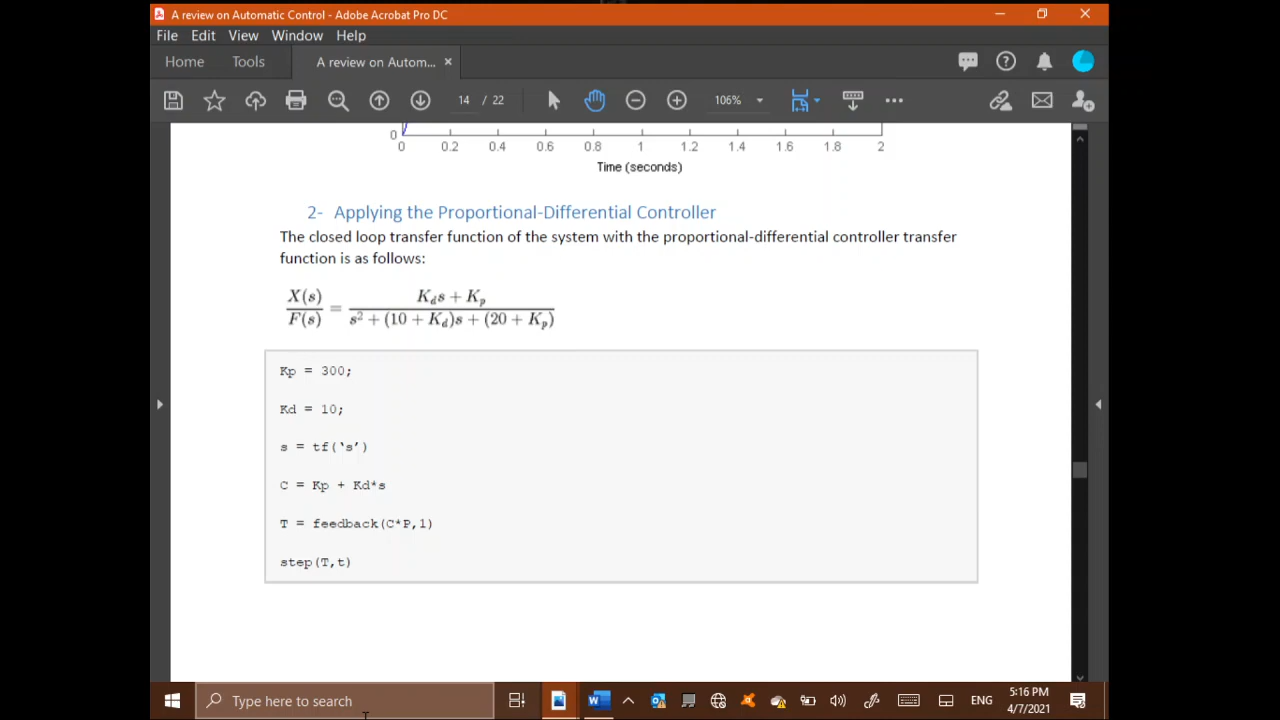 A review on Automatic Control - Adobe Acrobat Pro DC
File Edit View Window Help
Home Tools A review on Autom... ×
14 / 22 106%
0
0 0.2 0.4 0.6 0.8 1 1.2 1.4 1.6 1.8 2
Time (seconds)
2- Applying the Proportional-Differential Controller
The closed loop transfer function of the system with the proportional-differential controller transfer
function is as follows:
X(s)/F(s) = (K_d s + K_p)/(s² + (10 + K_d)s + (20 + K_p))
Kp = 300;
Kd = 10;
s = tf(‘s’)
C = Kp + Kd*s
T = feedback(C*P,1)
step(T,t)
Type here to search
ENG
5:16 PM
4/7/2021